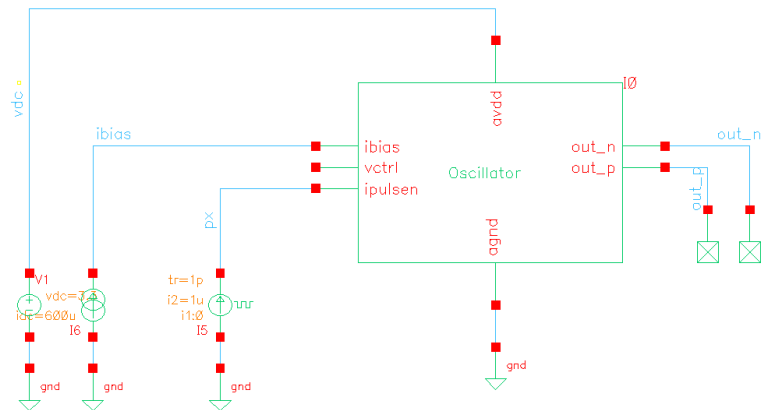 I0
avdd
vdc
ibias
ibias
out_n
out_n
vctrl
Oscillator
out_p
out_p
ipulsen
px
agnd
V1
tr=1p
i2=1u
idc=600u
i1:0
I6
I5
gnd
gnd
gnd
gnd